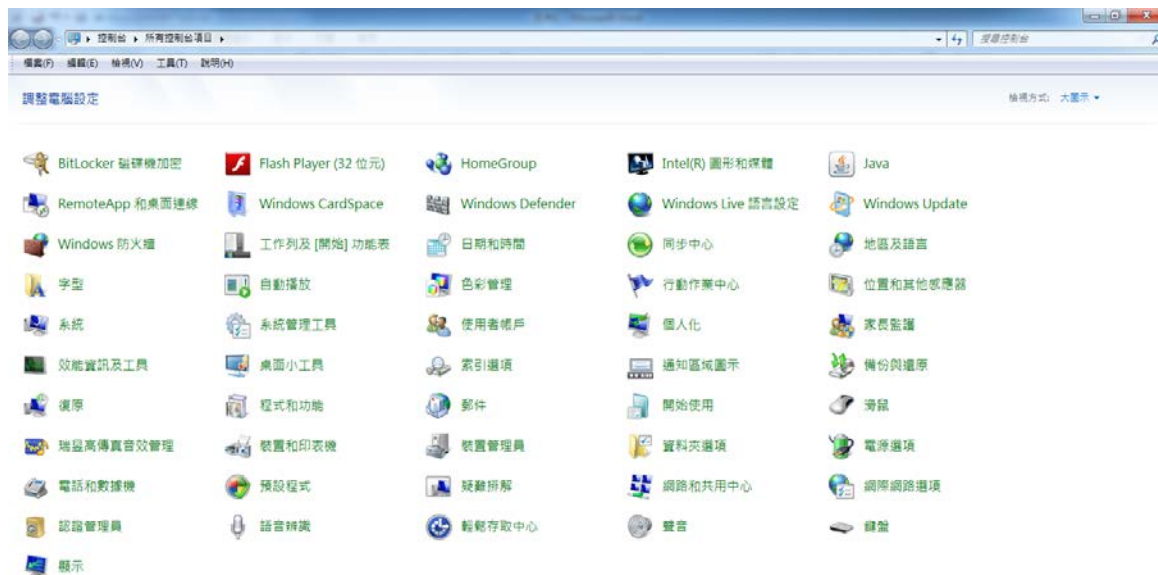 控制台 ▸ 所有控制台項目 ▸ 搜尋控制台
檔案(F) 編輯(E) 檢視(V) 工具(T) 說明(H)
調整電腦設定 檢視方式: 大圖示
BitLocker 磁碟機加密 Flash Player (32 位元) HomeGroup Intel(R) 圖形和媒體 Java
RemoteApp 和桌面連線 Windows CardSpace Windows Defender Windows Live 語言設定 Windows Update
Windows 防火牆 工作列及 [開始] 功能表 日期和時間 同步中心 地區及語言
字型 自動播放 色彩管理 行動作業中心 位置和其他感應器
系統 系統管理工具 使用者帳戶 個人化 家長監護
效能資訊及工具 桌面小工具 索引選項 通知區域圖示 備份與還原
復原 程式和功能 郵件 開始使用 滑鼠
瑞昱高傳真音效管理 裝置和印表機 裝置管理員 資料夾選項 電源選項
電話和數據機 預設程式 疑難排解 網路和共用中心 網際網路選項
認證管理員 語音辨識 輕鬆存取中心 聲音 鍵盤
顯示